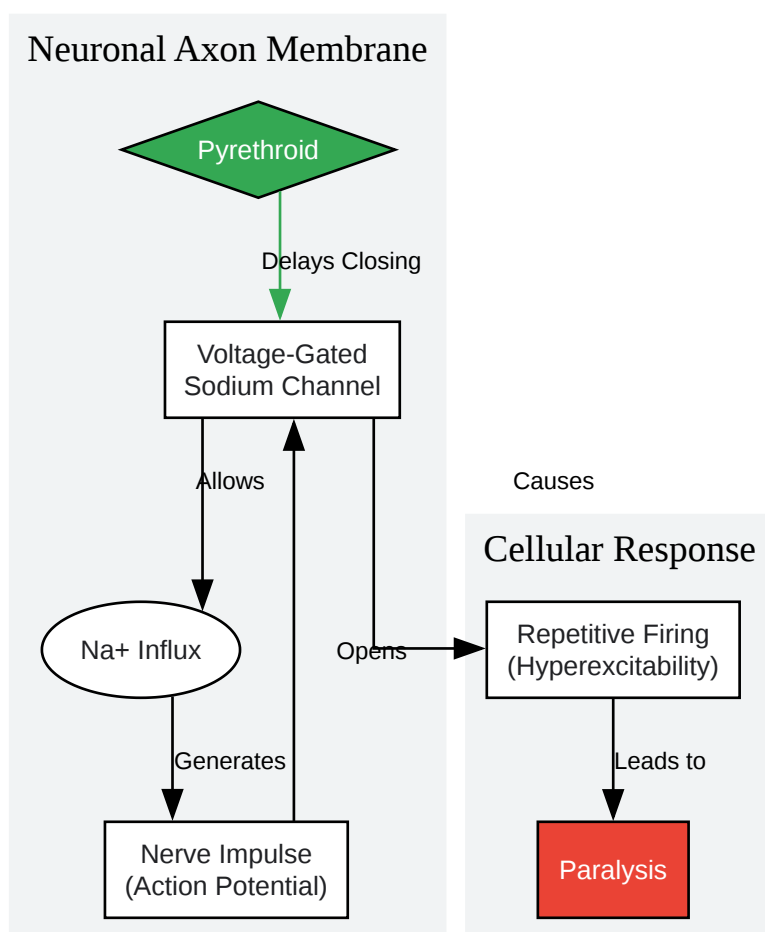 Neuronal Axon Membrane
Pyrethroid
Delays Closing
Voltage-Gated
Sodium Channel
Allows
Causes
Cellular Response
Na+ Influx
Opens
Repetitive Firing
(Hyperexcitability)
Generates
Leads to
Nerve Impulse
(Action Potential)
Paralysis